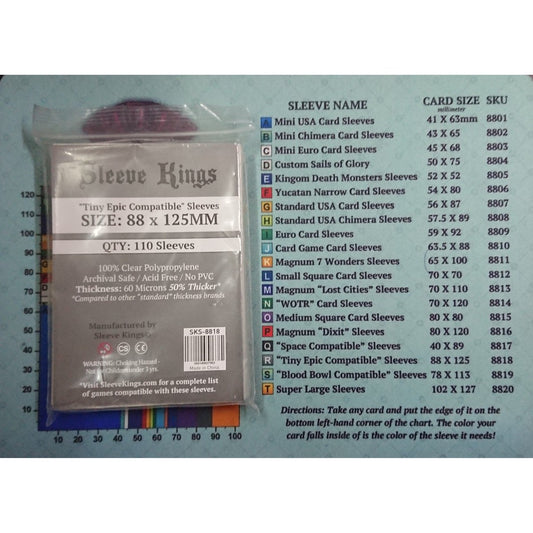 Sleeve Kings
"Tiny Epic Compatible" Sleeves
SIZE: 88 x 125MM
QTY: 110 Sleeves
100% Clear Polypropylene
Archival Safe / Acid Free / No PVC
Thickness: 60 Microns 50% Thicker*
*Compared to other "standard" thickness brands
Manufactured by
Sleeve Kings
SKS-8818
Made in China
WARNING: Choking Hazard -
Not for children under 3 yrs.
*Visit SleeveKings.com for a complete list
of games compatible with these sleeves.
120
110
100
90
80
70
60
50
40
30
20
10
10 20 30 40 50 60 70 80 90 100
SLEEVE NAME CARD SIZE SKU
millimeter
A Mini USA Card Sleeves 41 X 63mm 8801
B Mini Chimera Card Sleeves 43 X 65 8802
C Mini Euro Card Sleeves 45 X 68 8803
D Custom Sails of Glory 50 X 75 8804
E Kingom Death Monsters Sleeve 52 X 52 8805
F Yucatan Narrow Card Sleeves 54 X 80 8806
G Standard USA Card Sleeves 56 X 87 8807
H Standard USA Chimera Sleeves 57.5 X 89 8808
I Euro Card Sleeves 59 X 92 8809
J Card Game Card Sleeves 63.5 X 88 8810
K Magnum 7 Wonders Sleeves 65 X 100 8811
L Small Square Card Sleeves 70 X 70 8812
M Magnum "Lost Cities" Sleeves 70 X 110 8813
N "WOTR" Card Sleeves 70 X 120 8814
O Medium Square Card Sleeves 80 X 80 8815
P Magnum "Dixit" Sleeves 80 X 120 8816
Q "Space Compatible" Sleeves 40 X 89 8817
R "Tiny Epic Compatible" Sleeves 88 X 125 8818
S "Blood Bowl Compatible" Sleeves 78 X 113 8819
T Super Large Sleeves 102 X 127 8820
Directions: Take any card and put the edge of it on the
bottom left-hand corner of the chart. The color your
card falls inside of is the color of the sleeve it needs!